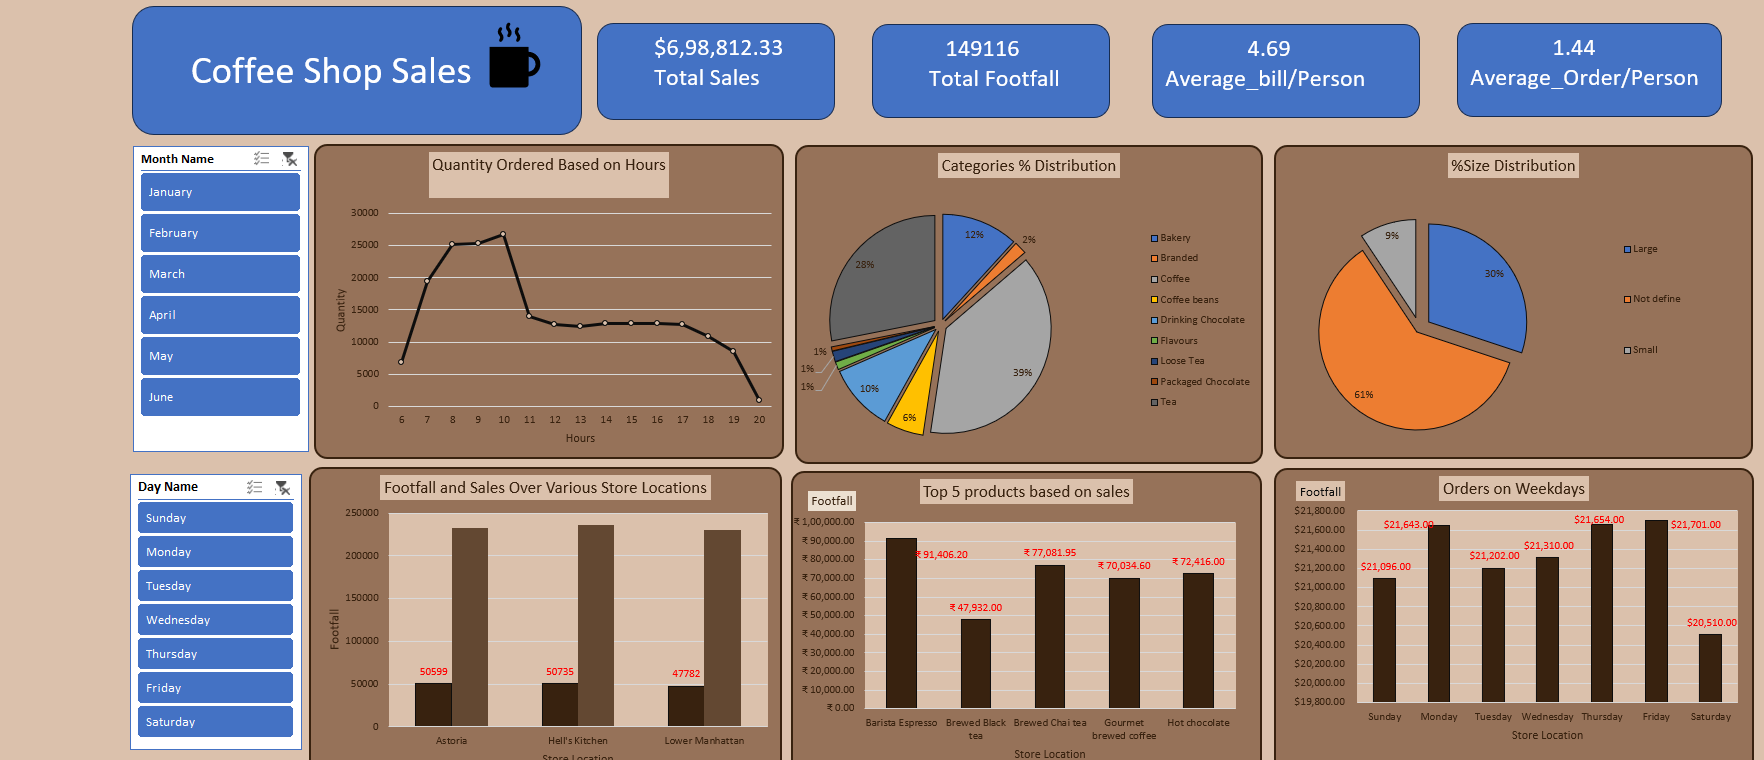 Coffee Shop Sales
$6,98,812.33
Total Sales
149116
Total Footfall
4.69
Average_bill/Person
1.44
Average_Order/Person
Month Name
January
February
March
April
May
June
Quantity Ordered Based on Hours
30000
25000
20000
15000
10000
5000
0
Quantity
6 7 8 9 10 11 12 13 14 15 16 17 18 19 20
Hours
Categories % Distribution
12%
2%
28%
39%
1%
1%
1%
10%
6%
Bakery
Branded
Coffee
Coffee beans
Drinking Chocolate
Flavours
Loose Tea
Packaged Chocolate
Tea
%Size Distribution
9%
30%
61%
Large
Not define
Small
Day Name
Sunday
Monday
Tuesday
Wednesday
Thursday
Friday
Saturday
Footfall and Sales Over Various Store Locations
250000
200000
150000
100000
50000
0
Footfall
50599
50735
47782
Astoria
Hell's Kitchen
Lower Manhattan
Store Location
Top 5 products based on sales
Footfall
₹ 1,00,000.00
₹ 90,000.00
₹ 80,000.00
₹ 70,000.00
₹ 60,000.00
₹ 50,000.00
₹ 40,000.00
₹ 30,000.00
₹ 20,000.00
₹ 10,000.00
₹ 0.00
₹ 91,406.20
₹ 47,932.00
₹ 77,081.95
₹ 70,034.60
₹ 72,416.00
Barista Espresso
Brewed Black
tea
Brewed Chai tea
Gourmet
brewed coffee
Hot chocolate
Store Location
Orders on Weekdays
Footfall
$21,800.00
$21,600.00
$21,400.00
$21,200.00
$21,000.00
$20,800.00
$20,600.00
$20,400.00
$20,200.00
$20,000.00
$19,800.00
$21,096.00
$21,643.00
$21,202.00
$21,310.00
$21,654.00
$21,701.00
$20,510.00
Sunday
Monday
Tuesday
Wednesday
Thursday
Friday
Saturday
Store Location